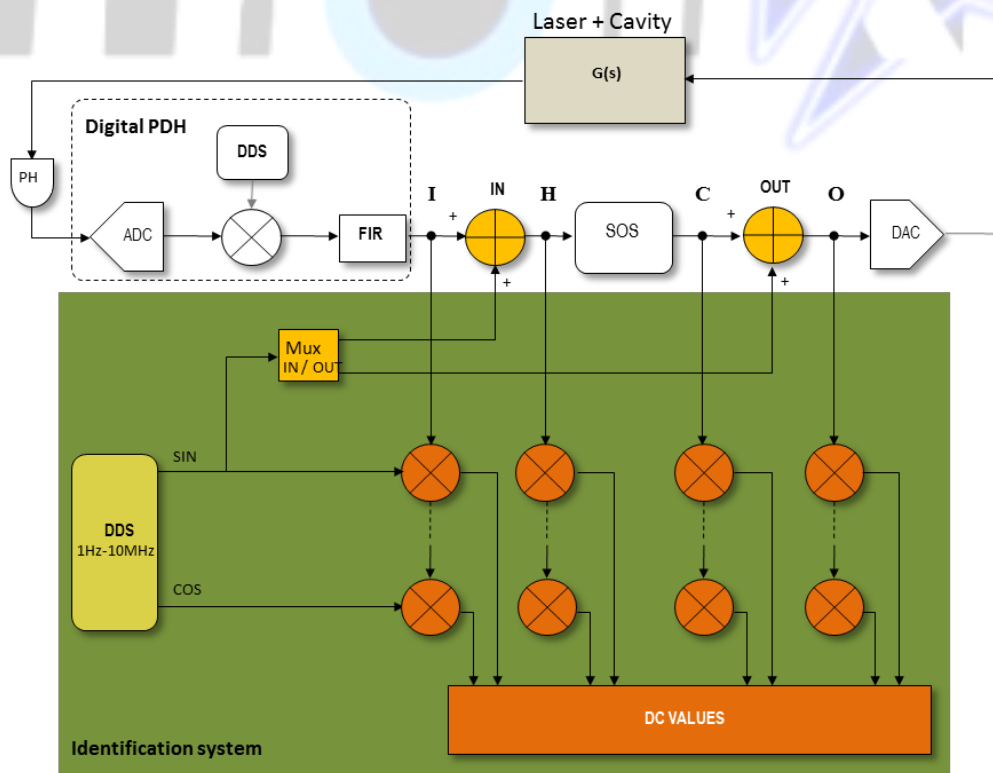 Laser + Cavity
G(s)
Digital PDH
DDS
PH
ADC
FIR
I
+
IN
+
H
SOS
C
+
OUT
+
O
DAC
Mux
IN / OUT
SIN
DDS
1Hz-10MHz
COS
DC VALUES
Identification system